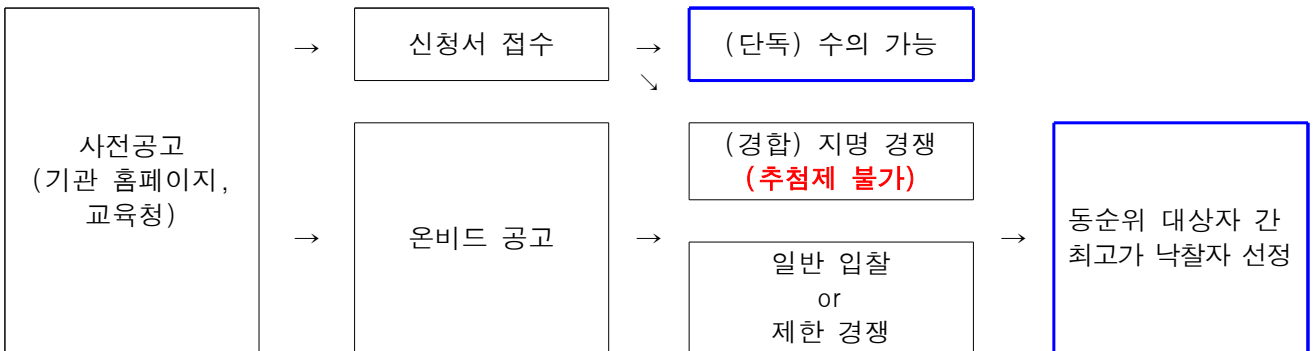 사전공고
(기관 홈페이지,
교육청)
→
신청서 접수
→
↘
(단독) 수의 가능
→
온비드 공고
→
(경합) 지명 경쟁
(추첨제 불가)
일반 입찰
or
제한 경쟁
→
동순위 대상자 간
최고가 낙찰자 선정